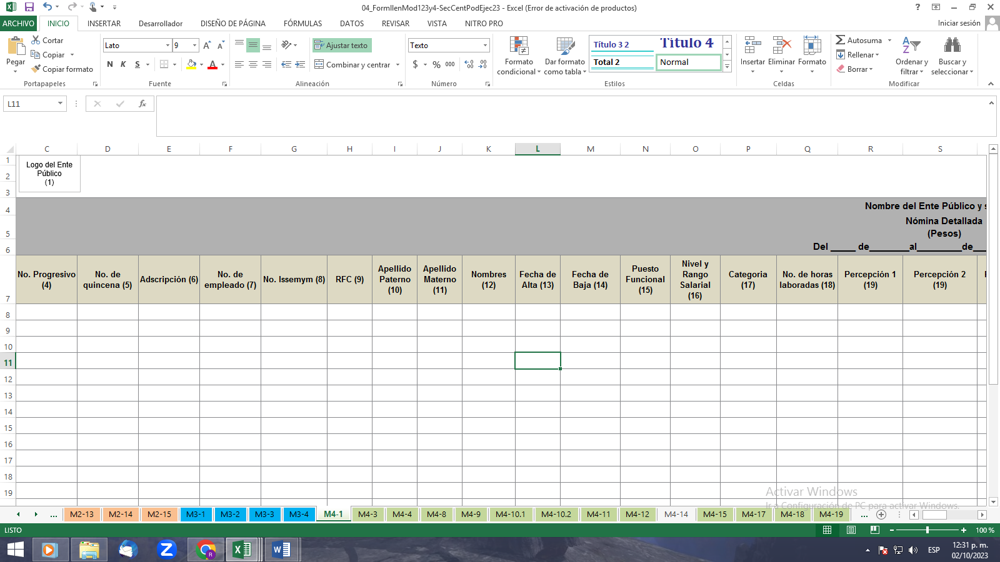 04_FormIlenMod123y4-SecCentPodEjec23 - Excel (Error de activación de productos)
ARCHIVO INICIO INSERTAR Desarrollador DISEÑO DE PÁGINA FÓRMULAS DATOS REVISAR VISTA NITRO PRO Iniciar sesión
Pegar
Cortar
Copiar
Copiar formato
Portapapeles
Lato 9
N K S
Fuente
Ajustar texto
Combinar y centrar
Alineación
Texto
$ % 000
Número
Formato condicional
Dar formato como tabla
Título 3 2 Título 4
Total 2 Normal
Estilos
Insertar Eliminar Formato
Celdas
Autosuma
Rellenar
Borrar
Ordenar y filtrar
Buscar y seleccionar
Modificar
L11 fx
C D E F G H I J K L M N O P Q R S
1
2
3
Logo del Ente
Público
(1)
4 Nombre del Ente Público y
5 Nómina Detallada
(Pesos)
6 Del _____ de________al_________de___
7
No. Progresivo (4)
No. de quincena (5)
Adscripción (6)
No. de empleado (7)
No. Issemym (8)
RFC (9)
Apellido Paterno (10)
Apellido Materno (11)
Nombres (12)
Fecha de Alta (13)
Fecha de Baja (14)
Puesto Funcional (15)
Nivel y Rango Salarial (16)
Categoria (17)
No. de horas laboradas (18)
Percepción 1 (19)
Percepción 2 (19)
8
9
10
11
12
13
14
15
16
17
18
19
Activar Windows
Ir a Configuración de PC para activar Windows.
... M2-13 M2-14 M2-15 M3-1 M3-2 M3-3 M3-4 M4-1 M4-3 M4-4 M4-8 M4-9 M4-10.1 M4-10.2 M4-11 M4-12 M4-14 M4-15 M4-17 M4-18 M4-19 ...
LISTO 100 %
ESP
12:31 p. m.
02/10/2023